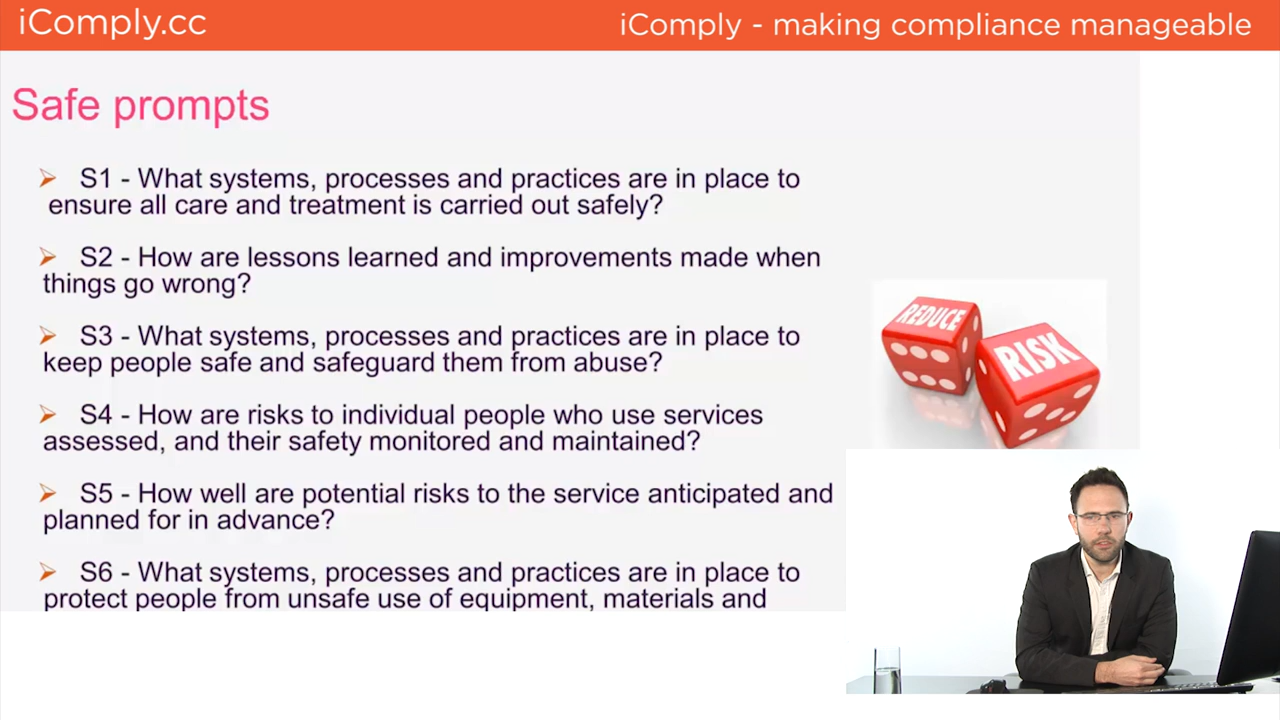 iComply.cc
iComply - making compliance manageable
Safe prompts
S1 - What systems, processes and practices are in place to
ensure all care and treatment is carried out safely?
S2 - How are lessons learned and improvements made when
things go wrong?
S3 - What systems, processes and practices are in place to
keep people safe and safeguard them from abuse?
S4 - How are risks to individual people who use services
assessed, and their safety monitored and maintained?
S5 - How well are potential risks to the service anticipated and
planned for in advance?
S6 - What systems, processes and practices are in place to
protect people from unsafe use of equipment, materials and
REDUCE
RISK